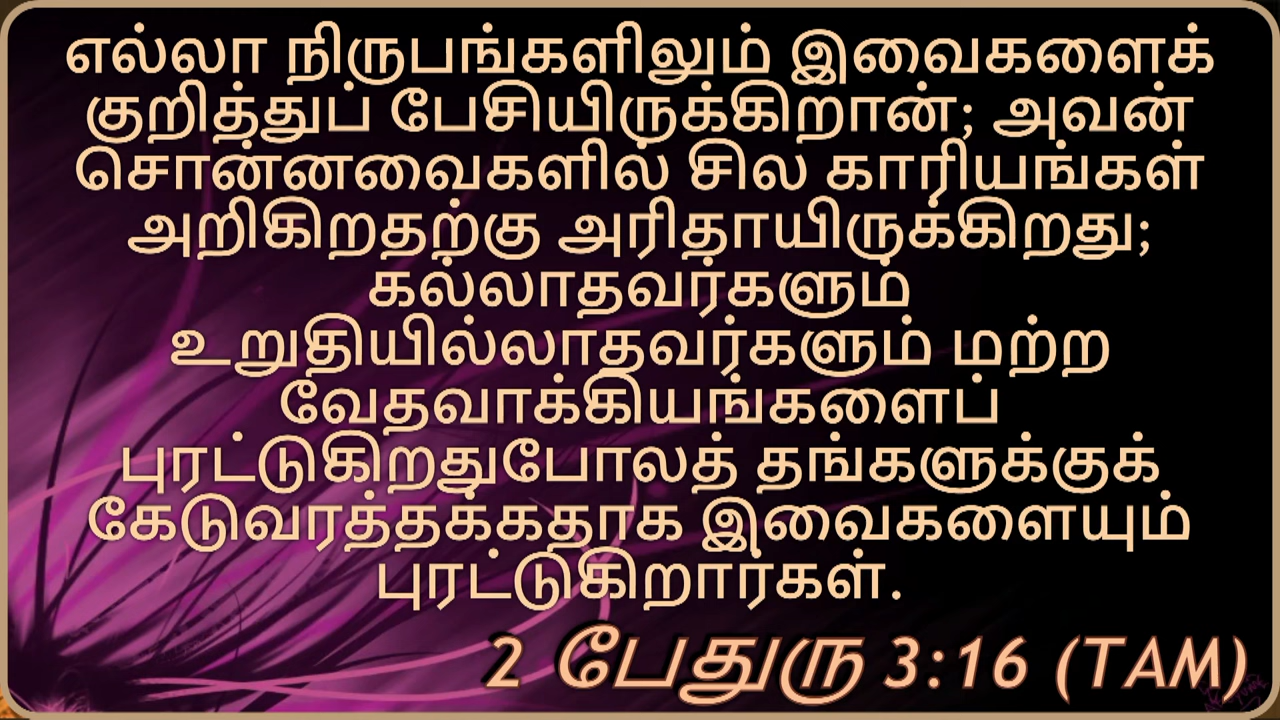 எல்லா நிருபங்களிலும் இவைகளைக்
குறித்துப் பேசியிருக்கிறான்; அவன்
சொன்னவைகளில் சில காரியங்கள்
அறிகிறதற்கு அரிதாயிருக்கிறது;
கல்லாதவர்களும்
உறுதியில்லாதவர்களும் மற்ற
வேதவாக்கியங்களைப்
புரட்டுகிறதுபோலத் தங்களுக்குக்
கேடுவரத்தக்கதாக இவைகளையும்
புரட்டுகிறார்கள்.
2 பேதுரு 3:16 (TAM)